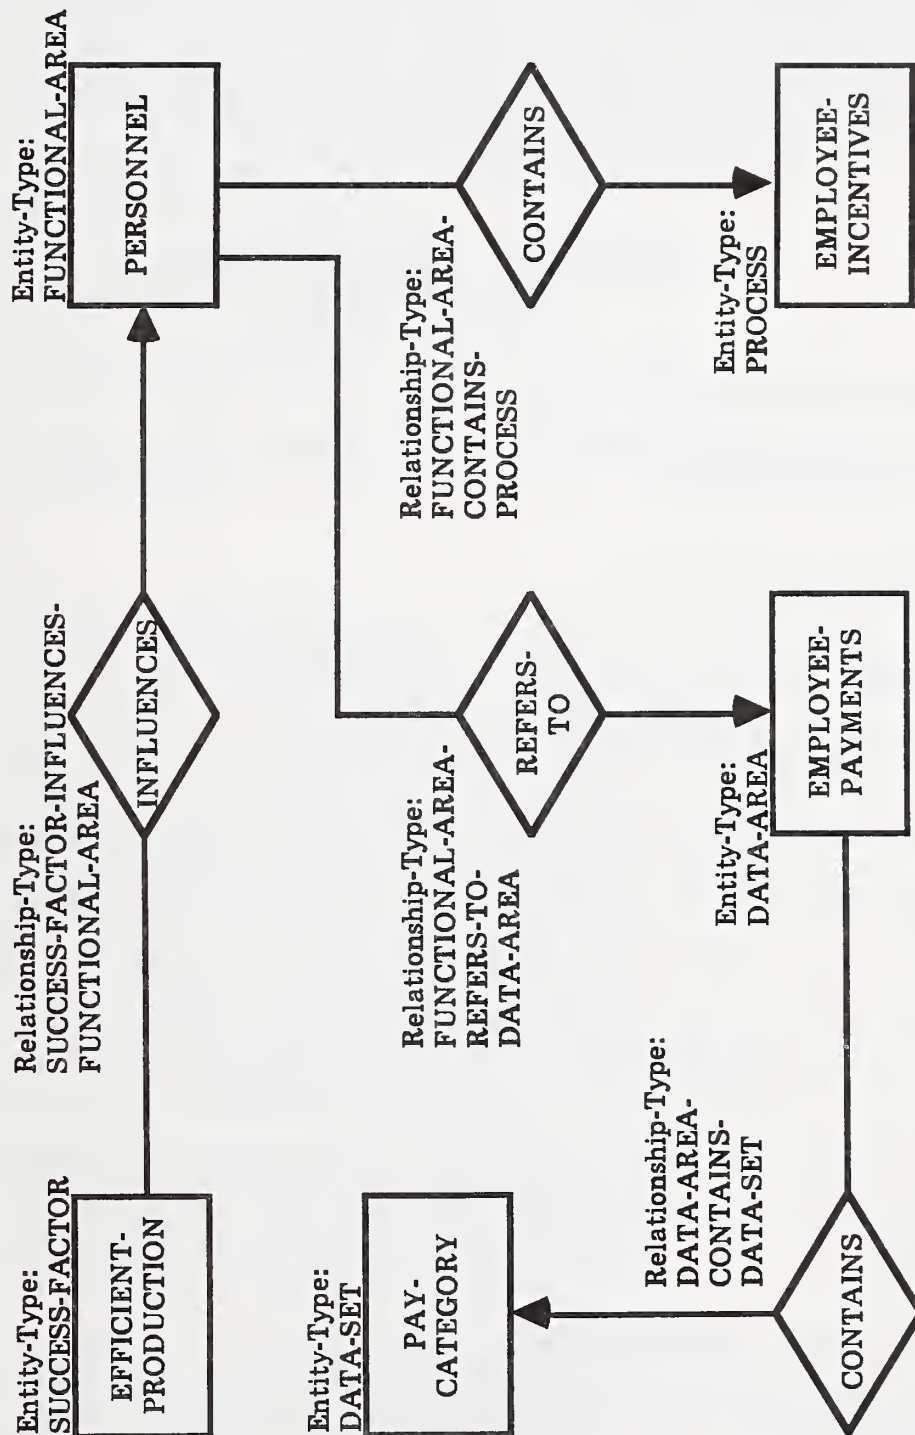 Entity-Type:
SUCCESS-FACTOR
EFFICIENT-
PRODUCTION
Relationship-Type:
SUCCESS-FACTOR-INFLUENCES-
FUNCTIONAL-AREA
INFLUENCES
Entity-Type:
FUNCTIONAL-AREA
PERSONNEL
Entity-Type:
DATA-SET
PAY-
CATEGORY
Relationship-Type:
FUNCTIONAL-AREA-
REFERS-TO-
DATA-AREA
REFERS-
TO
Relationship-Type:
FUNCTIONAL-AREA-
CONTAINS-
PROCESS
CONTAINS
Relationship-Type:
DATA-AREA-
CONTAINS-
DATA-SET
CONTAINS
Entity-Type:
DATA-AREA
EMPLOYEE-
PAYMENTS
Entity-Type:
PROCESS
EMPLOYEE-
INCENTIVES